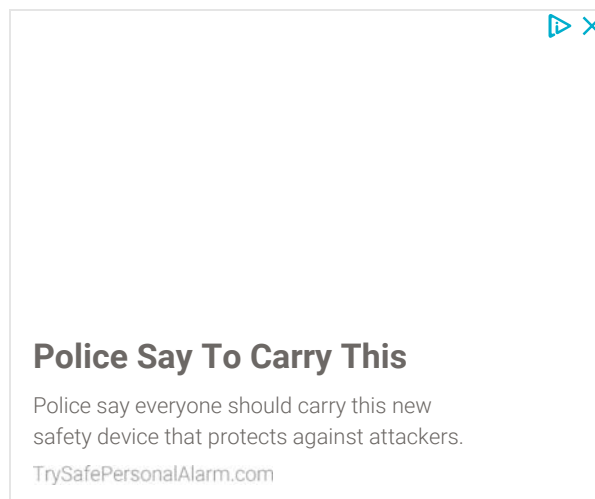 Police Say To Carry This
Police say everyone should carry this new
safety device that protects against attackers.
TrySafePersonalAlarm.com